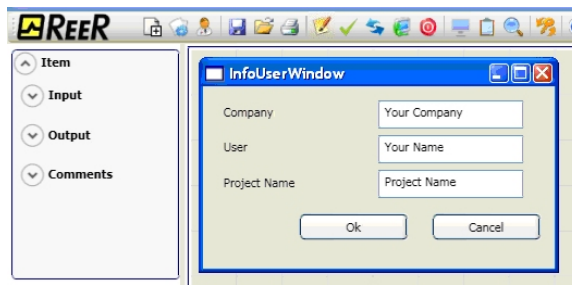 REER
Item
Input
Output
Comments
InfoUserWindow
Company
Your Company
User
Your Name
Project Name
Project Name
Ok
Cancel